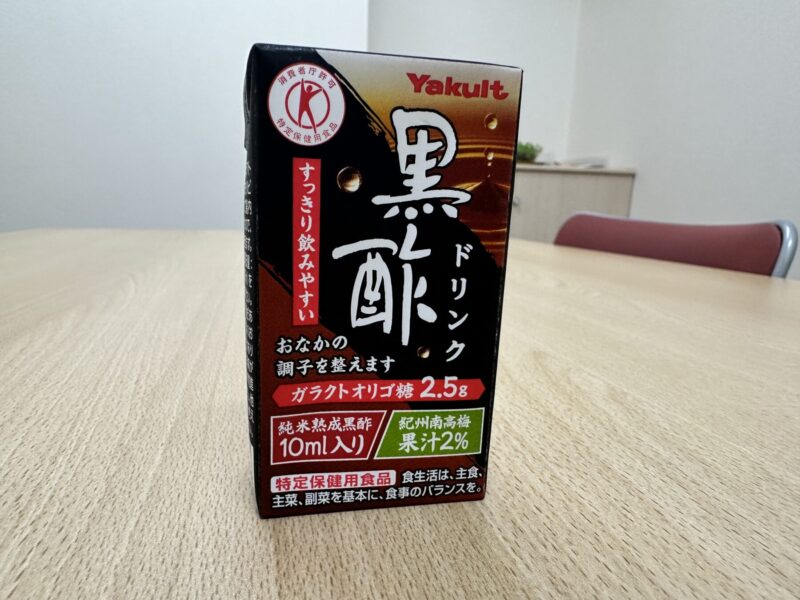 消費者庁許可
特定保健用食品
Yakult
黒酢
ドリンク
すっきり飲みやすい
おなかの
調子を整えます
ガラクトオリゴ糖 2.5g
純米熟成黒酢
10ml入り
紀州南高梅
果汁2%
特定保健用食品 食生活は、主食、
主菜、副菜を基本に、食事のバランスを。